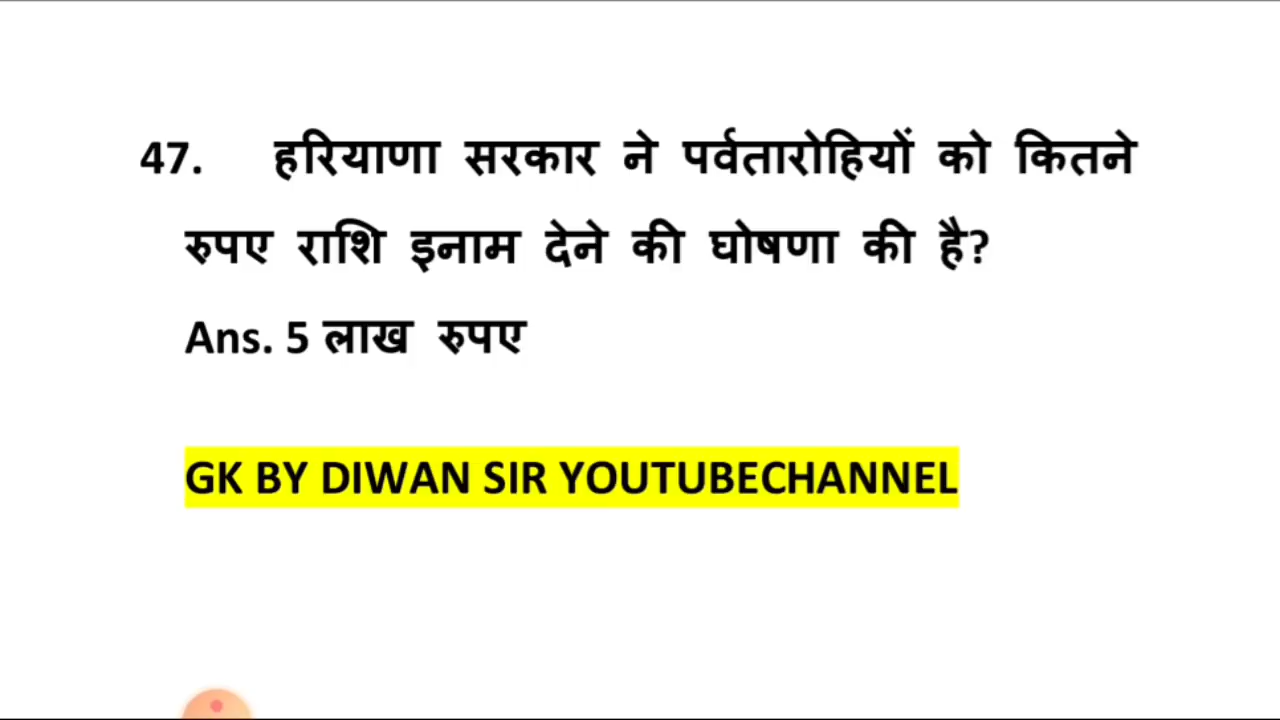 47. हरियाणा सरकार ने पर्वतारोहियों को कितने
रुपए राशि इनाम देने की घोषणा की है?
Ans. 5 लाख रुपए
GK BY DIWAN SIR YOUTUBECHANNEL